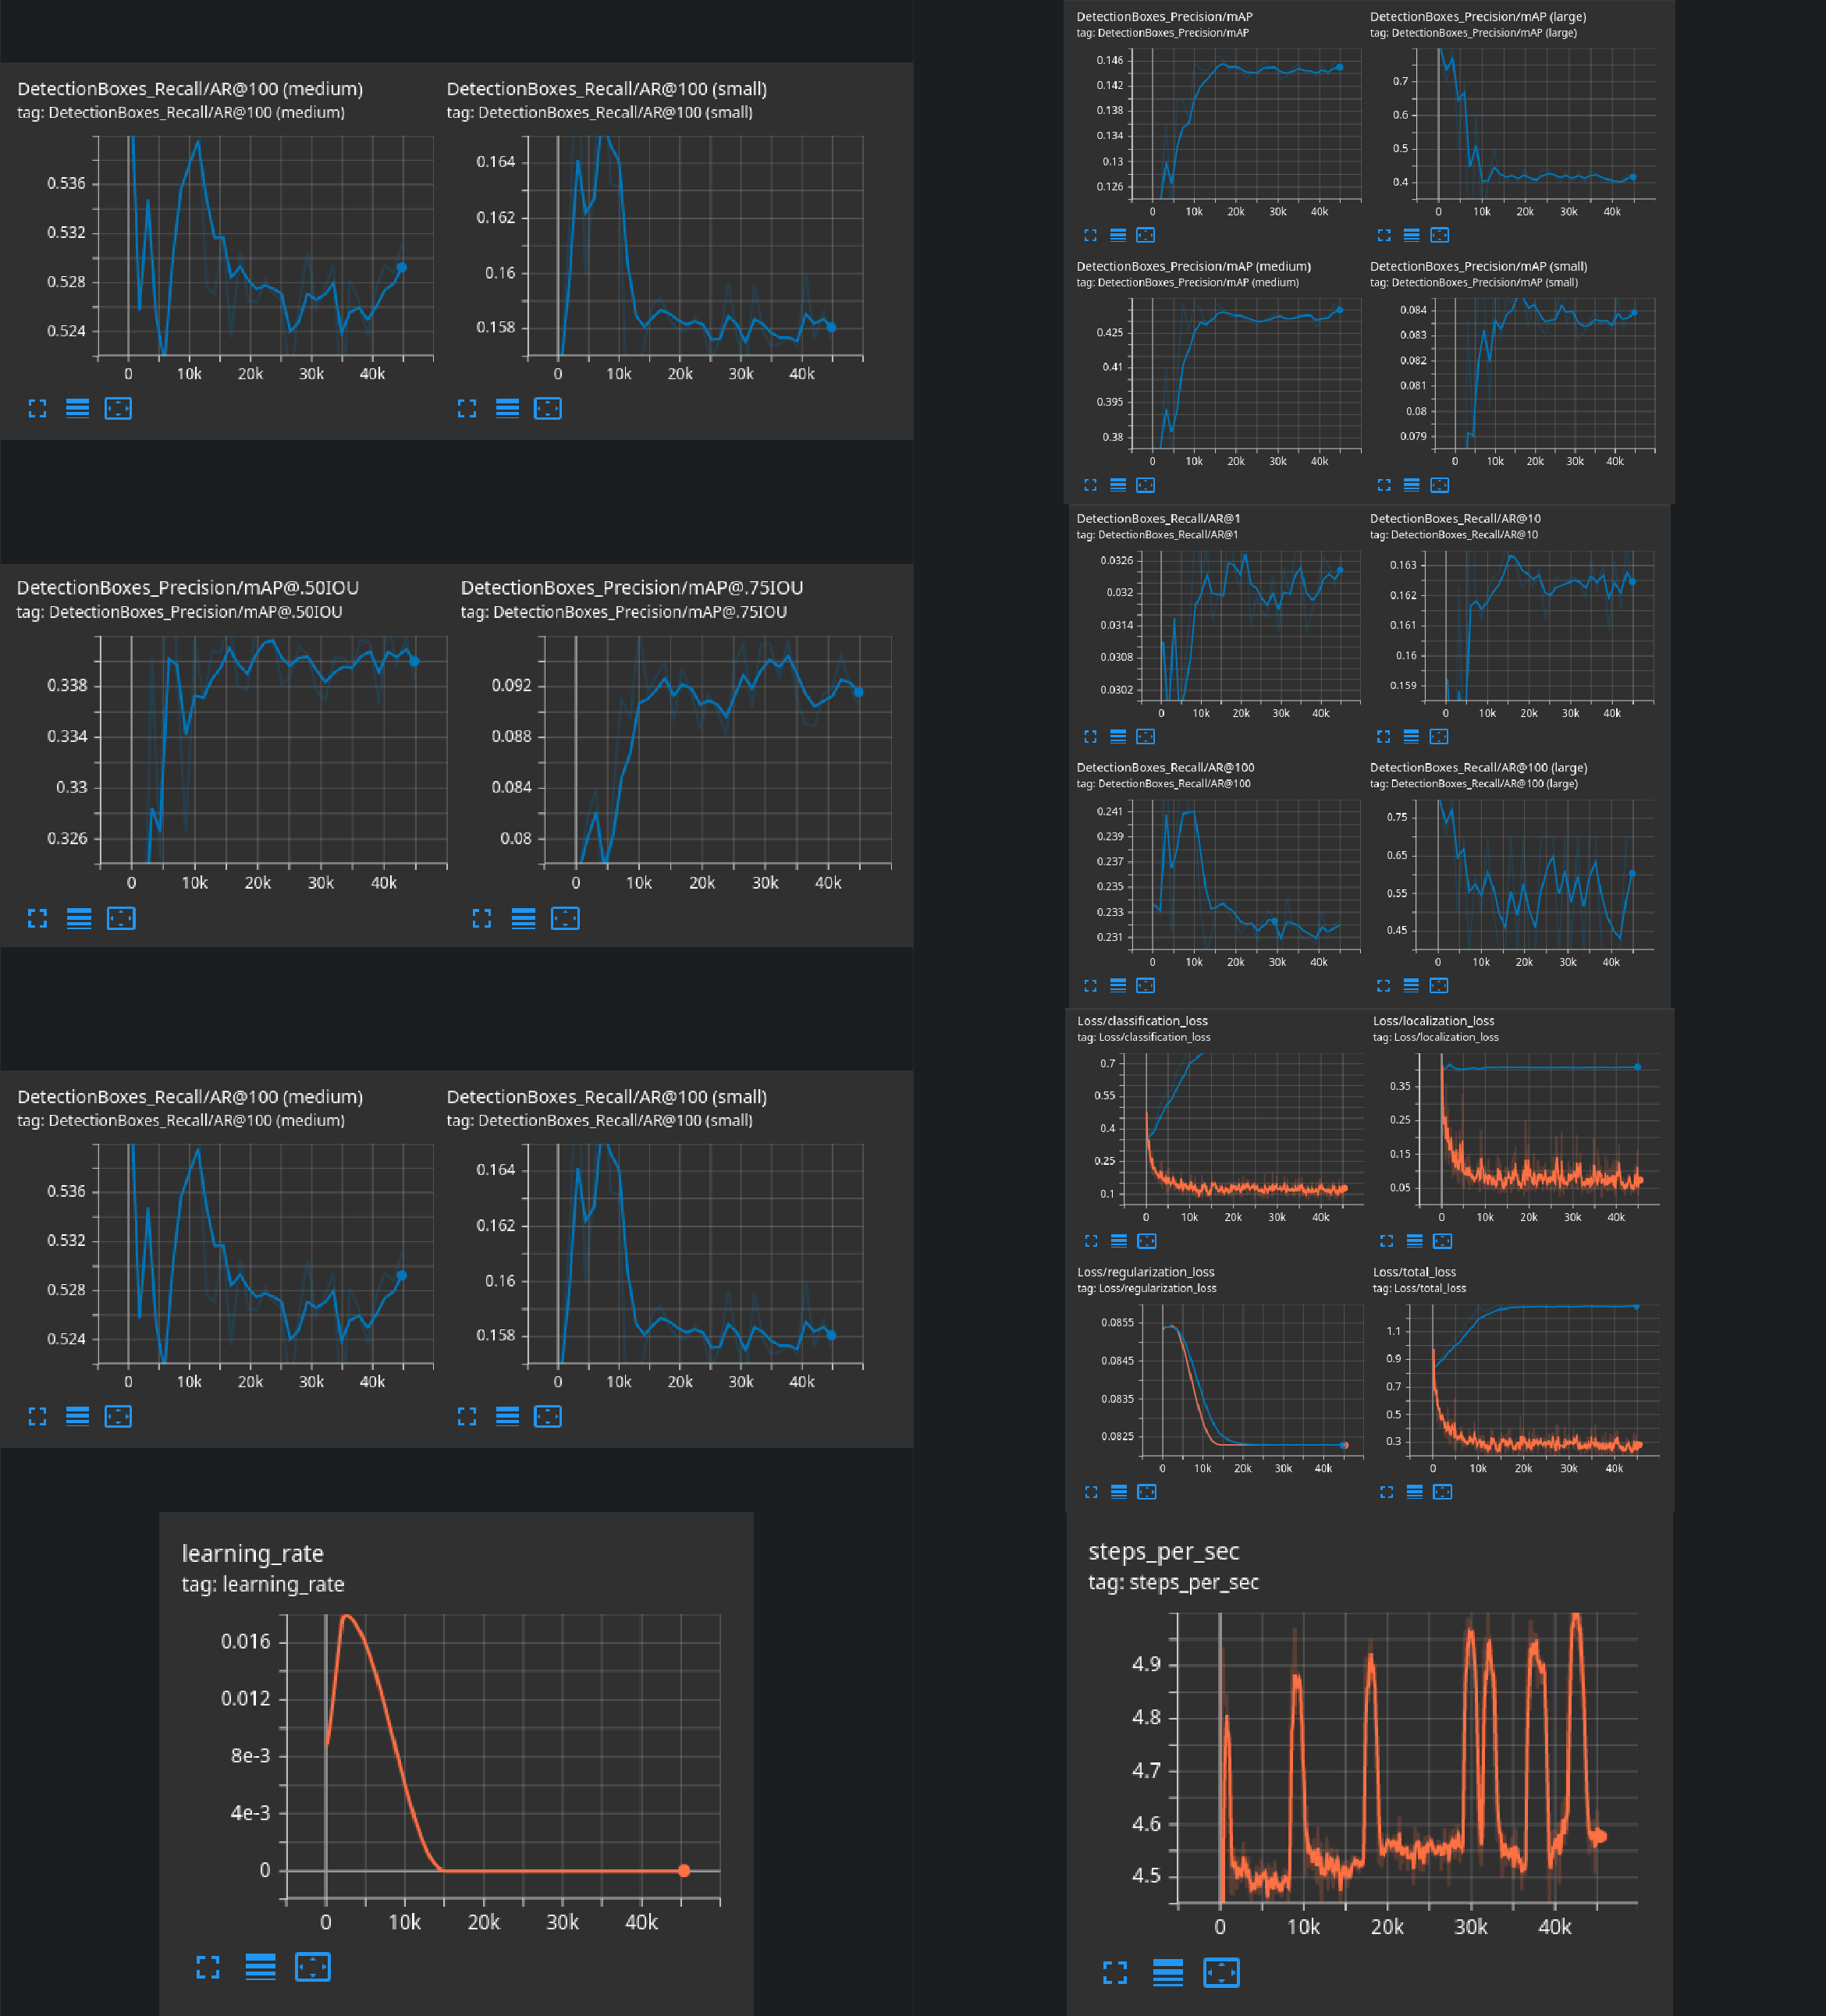 DetectionBoxes_Recall/AR@100 (medium)
tag: DetectionBoxes_Recall/AR@100 (medium)
0.536
0.532
0.528
0.524
0 10k 20k 30k 40k
DetectionBoxes_Recall/AR@100 (small)
tag: DetectionBoxes_Recall/AR@100 (small)
0.164
0.162
0.16
0.158
0 10k 20k 30k 40k
DetectionBoxes_Precision/mAP@.50IOU
tag: DetectionBoxes_Precision/mAP@.50IOU
0.338
0.334
0.33
0.326
0 10k 20k 30k 40k
DetectionBoxes_Precision/mAP@.75IOU
tag: DetectionBoxes_Precision/mAP@.75IOU
0.092
0.088
0.084
0.08
0 10k 20k 30k 40k
DetectionBoxes_Recall/AR@100 (medium)
tag: DetectionBoxes_Recall/AR@100 (medium)
0.536
0.532
0.528
0.524
0 10k 20k 30k 40k
DetectionBoxes_Recall/AR@100 (small)
tag: DetectionBoxes_Recall/AR@100 (small)
0.164
0.162
0.16
0.158
0 10k 20k 30k 40k
learning_rate
tag: learning_rate
0.016
0.012
8e-3
4e-3
0
0 10k 20k 30k 40k
DetectionBoxes_Precision/mAP
tag: DetectionBoxes_Precision/mAP
0.146
0.142
0.138
0.134
0.13
0.126
0 10k 20k 30k 40k
DetectionBoxes_Precision/mAP (large)
tag: DetectionBoxes_Precision/mAP (large)
0.7
0.6
0.5
0.4
0 10k 20k 30k 40k
DetectionBoxes_Precision/mAP (medium)
tag: DetectionBoxes_Precision/mAP (medium)
0.425
0.41
0.395
0.38
0 10k 20k 30k 40k
DetectionBoxes_Precision/mAP (small)
tag: DetectionBoxes_Precision/mAP (small)
0.084
0.083
0.082
0.081
0.08
0.079
0 10k 20k 30k 40k
DetectionBoxes_Recall/AR@1
tag: DetectionBoxes_Recall/AR@1
0.0326
0.032
0.0314
0.0308
0.0302
0 10k 20k 30k 40k
DetectionBoxes_Recall/AR@10
tag: DetectionBoxes_Recall/AR@10
0.163
0.162
0.161
0.16
0.159
0 10k 20k 30k 40k
DetectionBoxes_Recall/AR@100
tag: DetectionBoxes_Recall/AR@100
0.241
0.239
0.237
0.235
0.233
0.231
0 10k 20k 30k 40k
DetectionBoxes_Recall/AR@100 (large)
tag: DetectionBoxes_Recall/AR@100 (large)
0.75
0.65
0.55
0.45
0 10k 20k 30k 40k
Loss/classification_loss
tag: Loss/classification_loss
0.7
0.55
0.4
0.25
0.1
0 10k 20k 30k 40k
Loss/localization_loss
tag: Loss/localization_loss
0.35
0.25
0.15
0.05
0 10k 20k 30k 40k
Loss/regularization_loss
tag: Loss/regularization_loss
0.0855
0.0845
0.0835
0.0825
0 10k 20k 30k 40k
Loss/total_loss
tag: Loss/total_loss
1.1
0.9
0.7
0.5
0.3
0 10k 20k 30k 40k
steps_per_sec
tag: steps_per_sec
4.9
4.8
4.7
4.6
4.5
0 10k 20k 30k 40k